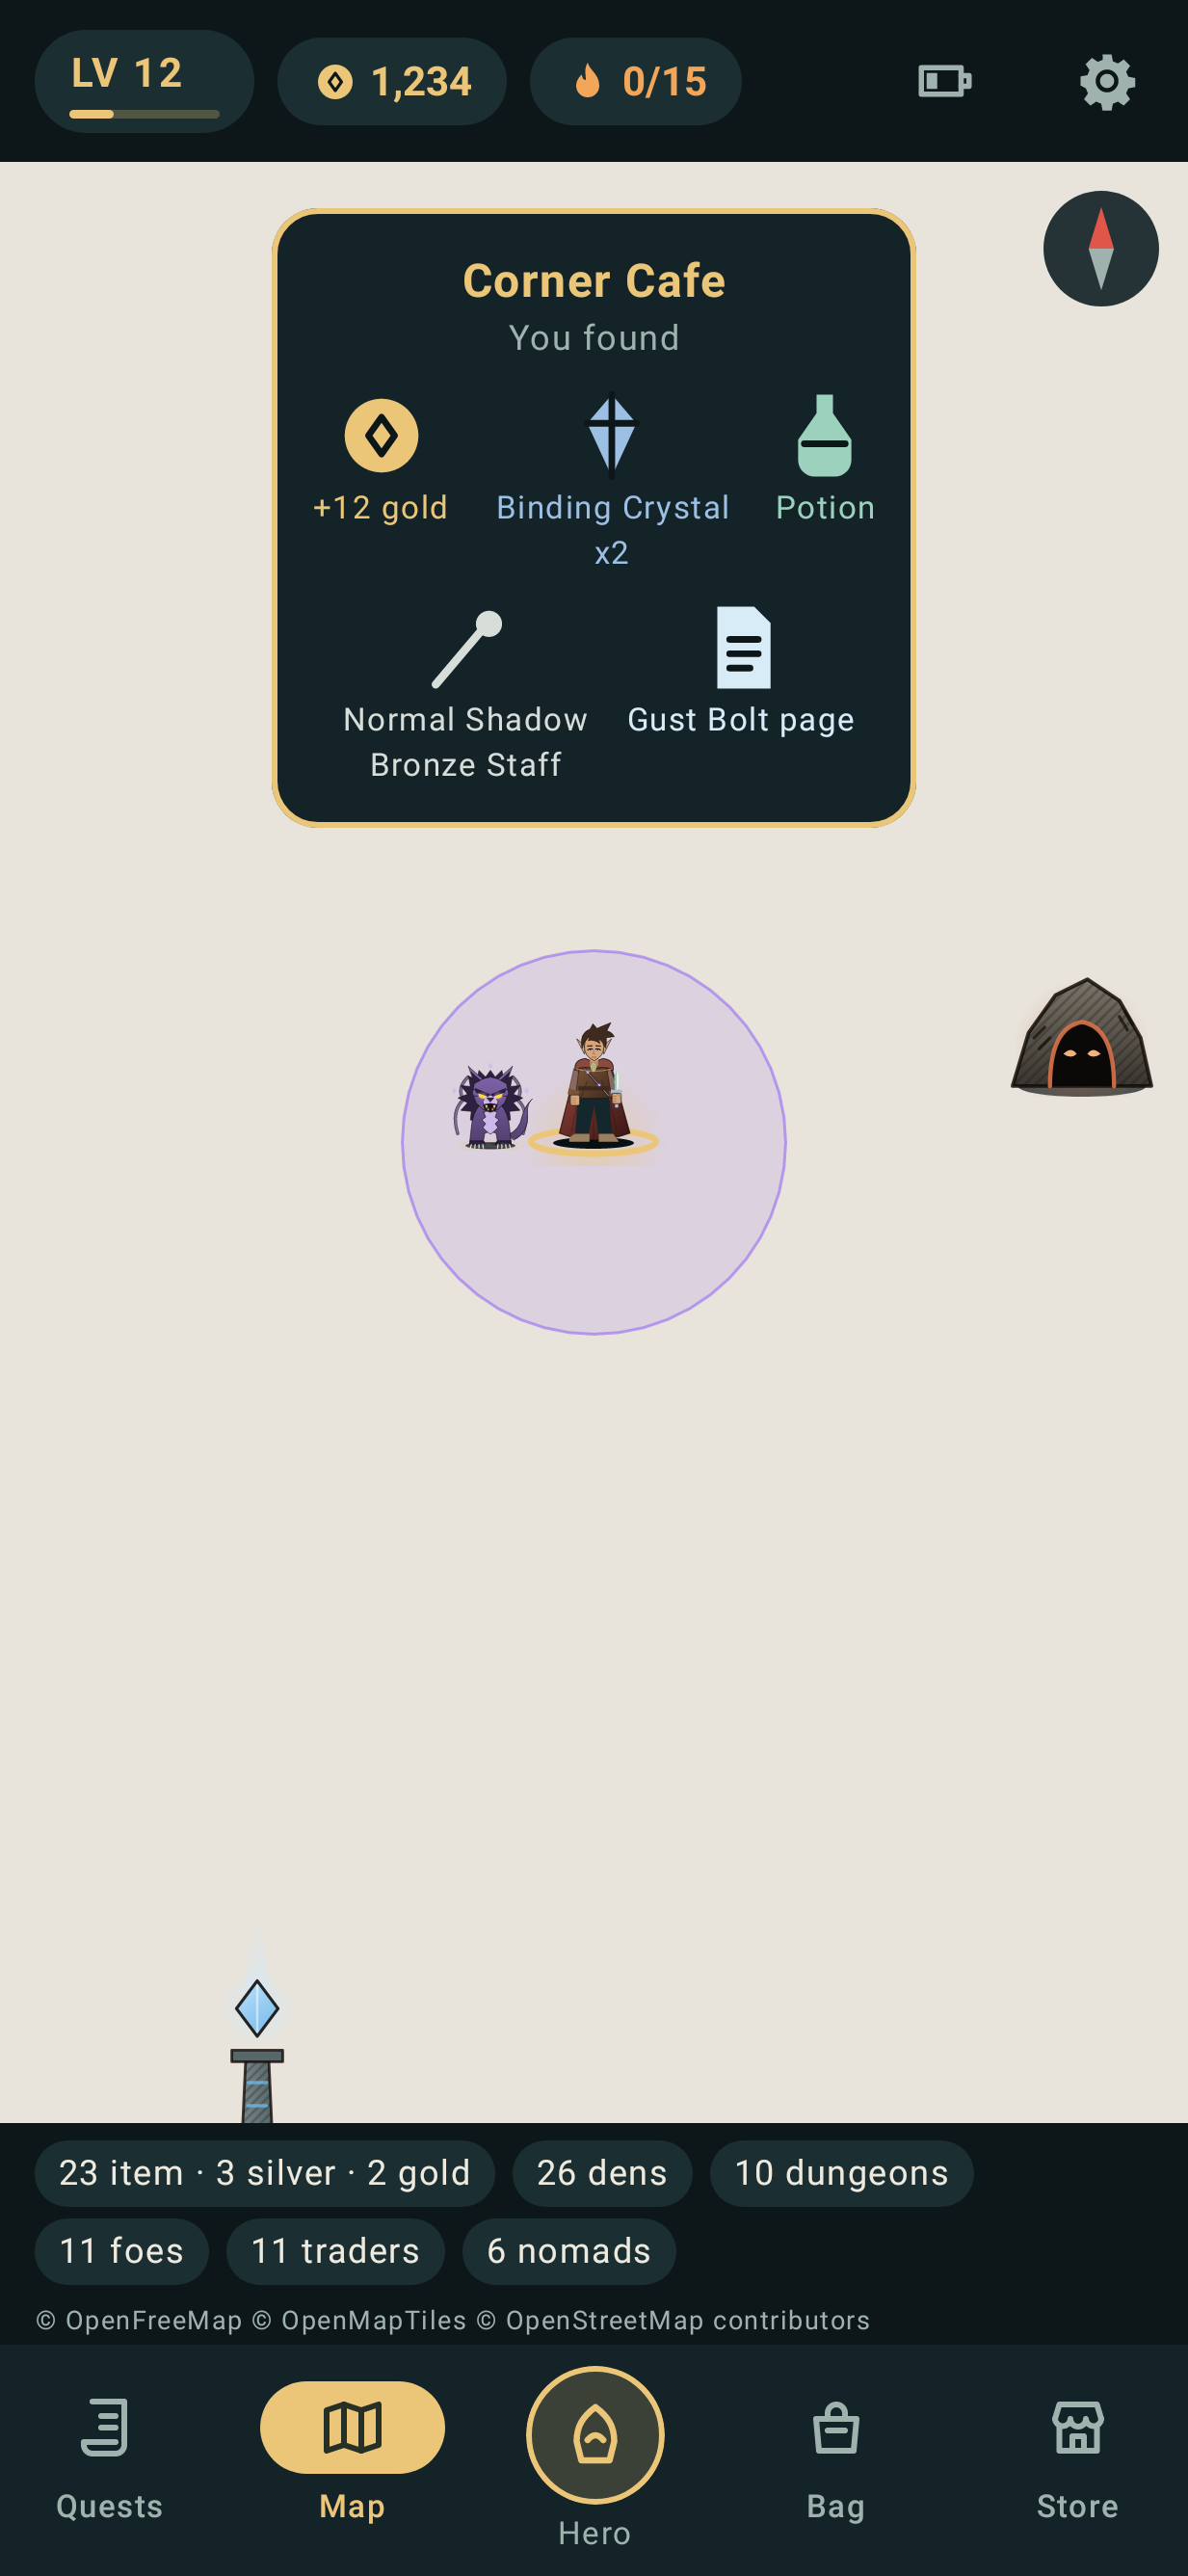 LV 12
1,234
0/15
Corner Cafe
You found
+12 gold
Binding Crystal
x2
Potion
Normal Shadow
Bronze Staff
Gust Bolt page
23 item · 3 silver · 2 gold
26 dens
10 dungeons
11 foes
11 traders
6 nomads
© OpenFreeMap © OpenMapTiles © OpenStreetMap contributors
Quests
Map
Hero
Bag
Store